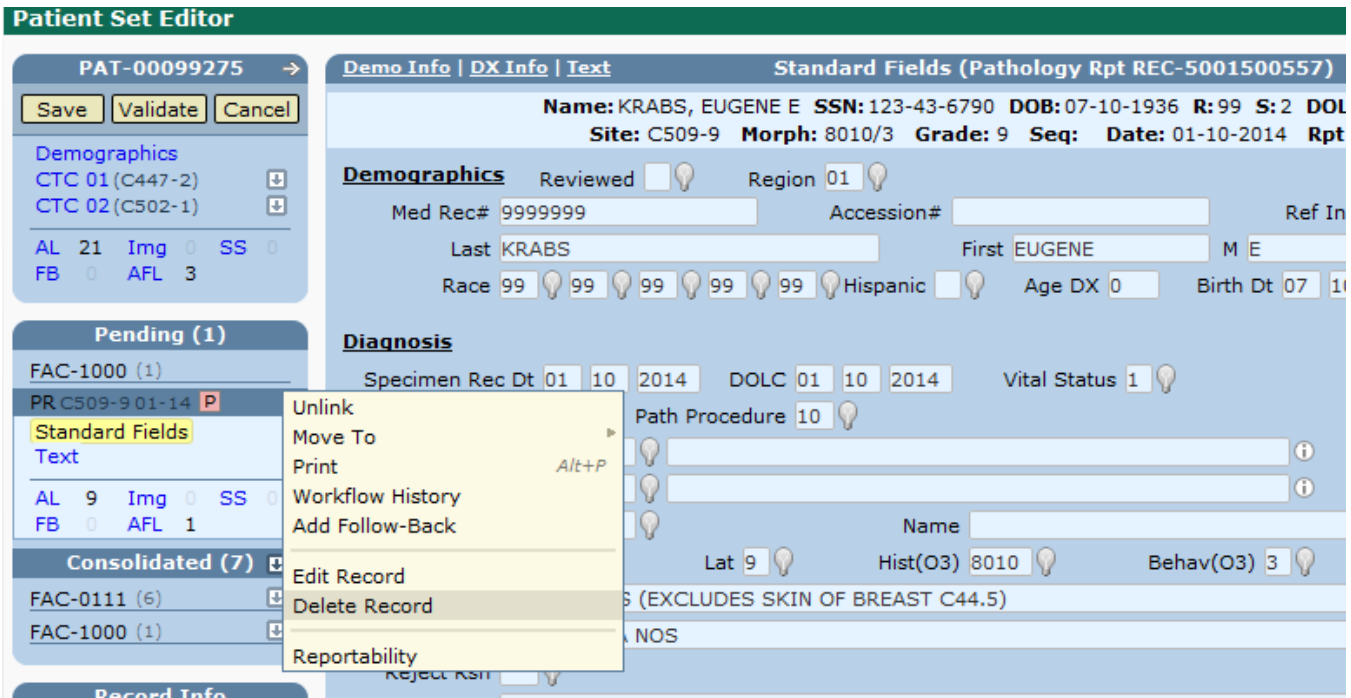 Patient Set Editor
PAT-00099275 →
Save Validate Cancel
Demographics
CTC 01 (C447-2)
CTC 02 (C502-1)
AL 21 Img 0 SS 0
FB 0 AFL 3
Pending (1)
FAC-1000 (1)
PR C509-9 01-14 P
Standard Fields
Text
AL 9 Img 0 SS 0
FB 0 AFL 1
Consolidated (7)
FAC-0111 (6)
FAC-1000 (1)
Record Info
Demo Info | DX Info | Text Standard Fields (Pathology Rpt REC-5001500557)
Name: KRABS, EUGENE E SSN: 123-43-6790 DOB: 07-10-1936 R: 99 S: 2 DOL
Site: C509-9 Morph: 8010/3 Grade: 9 Seq: Date: 01-10-2014 Rpt
Demographics Reviewed Region 01
Med Rec# 9999999 Accession# Ref In
Last KRABS First EUGENE M E
Race 99 99 99 99 99 Hispanic Age DX 0 Birth Dt 07 10
Diagnosis
Specimen Rec Dt 01 10 2014 DOLC 01 10 2014 Vital Status 1
Path Procedure 10
Name
Lat 9 Hist(O3) 8010 Behav(O3) 3
(EXCLUDES SKIN OF BREAST C44.5)
NOS
Reject Rsn
Unlink
Move To
Print Alt+P
Workflow History
Add Follow-Back
Edit Record
Delete Record
Reportability